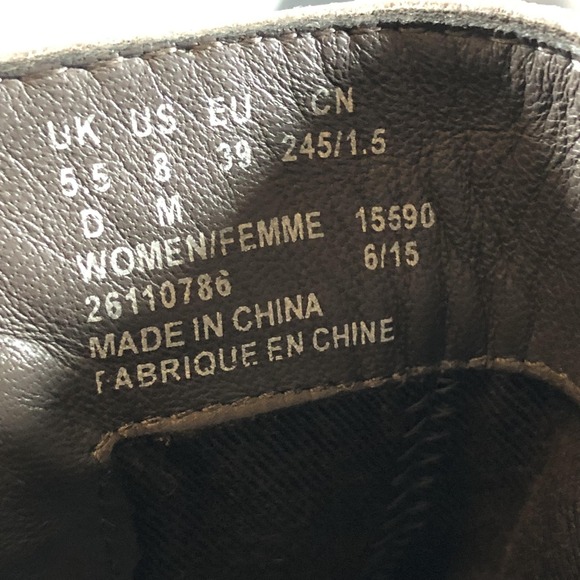 UK US EU CN
5.5 8 39 245/1.5
D M
WOMEN/FEMME 15590
26110786 6/15
MADE IN CHINA
FABRIQUE EN CHINE